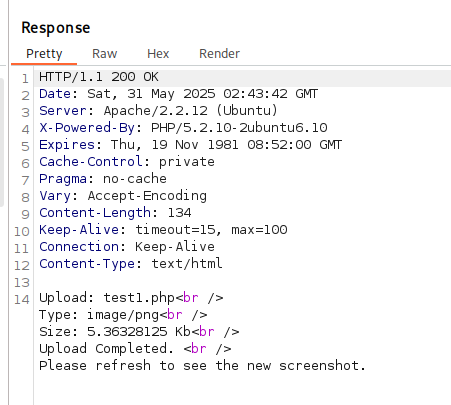 Response
Pretty Raw Hex Render
1 HTTP/1.1 200 OK
2 Date: Sat, 31 May 2025 02:43:42 GMT
3 Server: Apache/2.2.12 (Ubuntu)
4 X-Powered-By: PHP/5.2.10-2ubuntu6.10
5 Expires: Thu, 19 Nov 1981 08:52:00 GMT
6 Cache-Control: private
7 Pragma: no-cache
8 Vary: Accept-Encoding
9 Content-Length: 134
10 Keep-Alive: timeout=15, max=100
11 Connection: Keep-Alive
12 Content-Type: text/html
13
14 Upload: test1.php<br />
Type: image/png<br />
Size: 5.36328125 Kb<br />
Upload Completed. <br />
Please refresh to see the new screenshot.